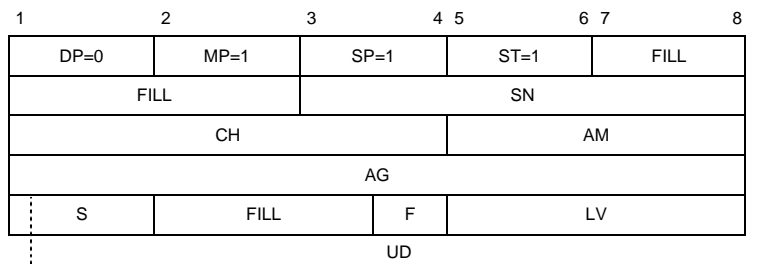 1 2 3 4 5 6 7 8
DP=0 MP=1 SP=1 ST=1 FILL
FILL SN
CH AM
AG
S FILL F LV
UD